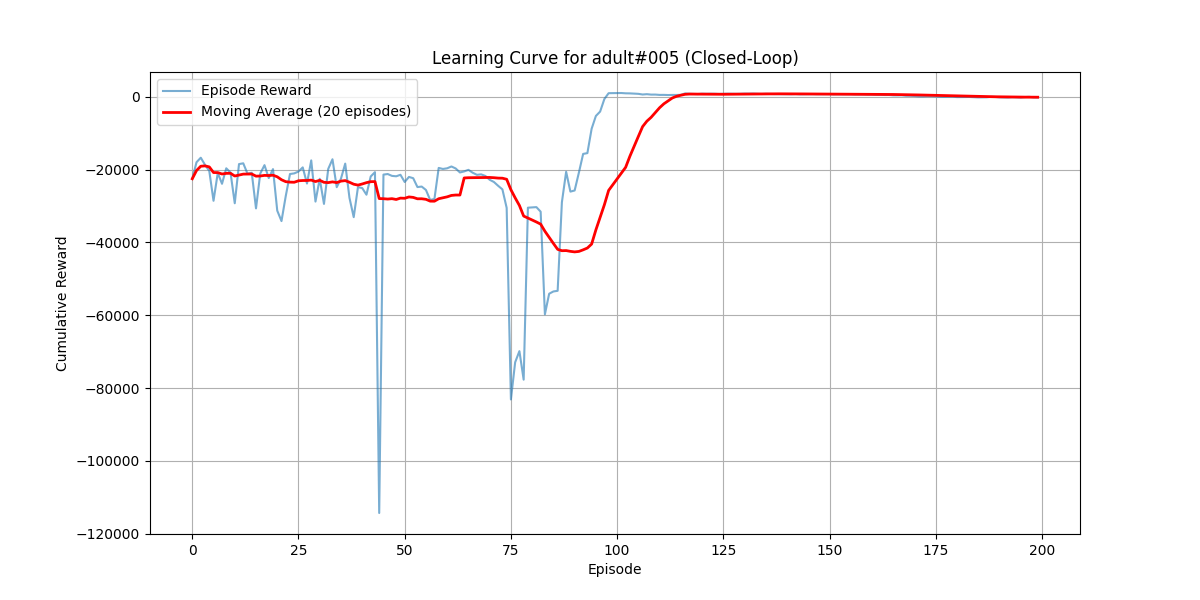 Learning Curve for adult#005 (Closed-Loop)
Episode Reward
Moving Average (20 episodes)
Cumulative Reward
0
−20000
−40000
−60000
−80000
−100000
−120000
0 25 50 75 100 125 150 175 200
Episode